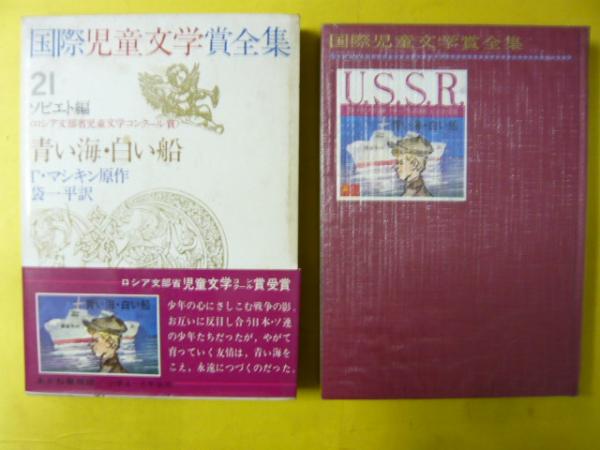 国際児童文学賞全集
21
ソビエト編
〈ロシア文部省児童文学コンクール賞〉
青い海・白い船
T・マシキン原作
袋一平訳
ロシア文部省児童文学コンクール賞受賞
青い海・白い船
少年の心にさしこむ戦争の影。
お互いに反目し合う日本・ソ連
の少年たちだったが、やがて
育っていく友情は、青い海を
こえ、永遠につづくのだった。
あかね書房版
国際児童文学賞全集
U.S.S.R.
青い海・白い船